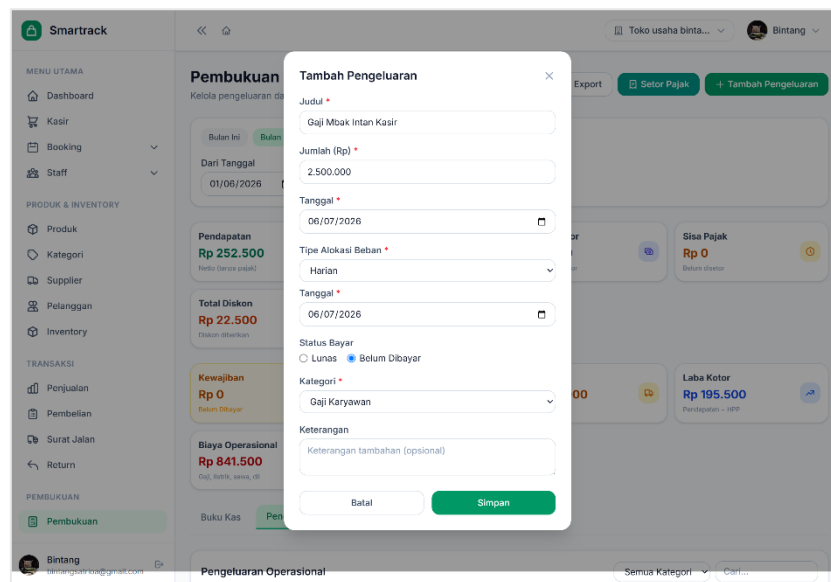 Smartrack
Toko usaha binta...
Bintang
MENU UTAMA
Dashboard
Kasir
Booking
Staff
PRODUK & INVENTORY
Produk
Kategori
Supplier
Pelanggan
Inventory
TRANSAKSI
Penjualan
Pembelian
Surat Jalan
Return
PEMBUKUAN
Pembukuan
Bintang
Pembukuan
Kelola pengeluaran da
Export
Setor Pajak
+ Tambah Pengeluaran
Bulan Ini
Bulan
Dari Tanggal
01/06/2026
Pendapatan
Rp 252.500
Netto (tanpa pajak)
Sisa Pajak
Rp 0
Belum disetor
Total Diskon
Rp 22.500
Diskon diberikan
Kewajiban
Rp 0
Belum Dibayar
00
Laba Kotor
Rp 195.500
Pendapatan - HPP
Biaya Operasional
Rp 841.500
Gaji, listrik, sewa, dll
Buku Kas
Pen
Pengeluaran Operasional
Semua Kategori
Cari...
Tambah Pengeluaran
Judul *
Gaji Mbak Intan Kasir
Jumlah (Rp) *
2.500.000
Tanggal *
06/07/2026
Tipe Alokasi Beban *
Harian
Tanggal *
06/07/2026
Status Bayar
Lunas
Belum Dibayar
Kategori *
Gaji Karyawan
Keterangan
Keterangan tambahan (opsional)
Batal
Simpan